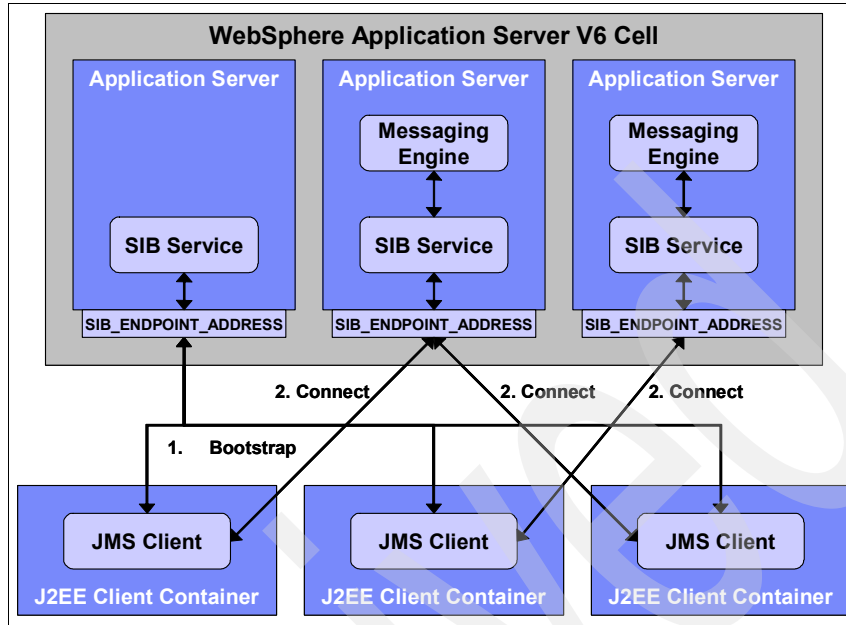 WebSphere Application Server V6 Cell
Application Server
Application Server
Application Server
Messaging
Engine
Messaging
Engine
SIB Service
SIB Service
SIB Service
SIB_ENDPOINT_ADDRESS
SIB_ENDPOINT_ADDRESS
SIB_ENDPOINT_ADDRESS
2. Connect
2. Connect
2. Connect
1. Bootstrap
JMS Client
JMS Client
JMS Client
J2EE Client Container
J2EE Client Container
J2EE Client Container